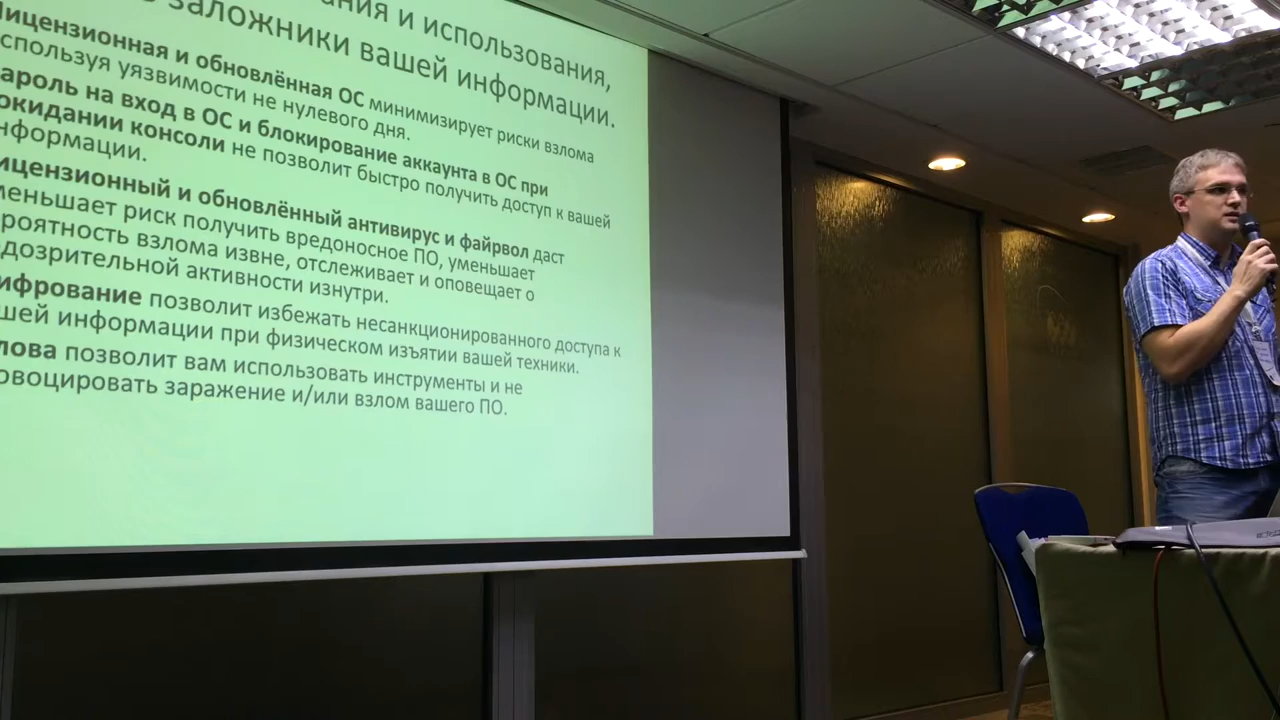 ания и использования,
заложники вашей информации.
ицензионная и обновлённая ОС минимизирует риски взлома
спользуя уязвимости не нулевого дня.
ароль на вход в ОС и блокирование аккаунта в ОС при
окидании консоли не позволит быстро получить доступ к вашей
нформации.
ицензионный и обновлённый антивирус и файрвол даст
меньшает риск получить вредоносное ПО, уменьшает
роятность взлома извне, отслеживает и оповещает о
дозрительной активности изнутри.
ифрование позволит избежать несанкционированного доступа к
шей информации при физическом изъятии вашей техники.
лова позволит вам использовать инструменты и не
овоцировать заражение и/или взлом вашего ПО.